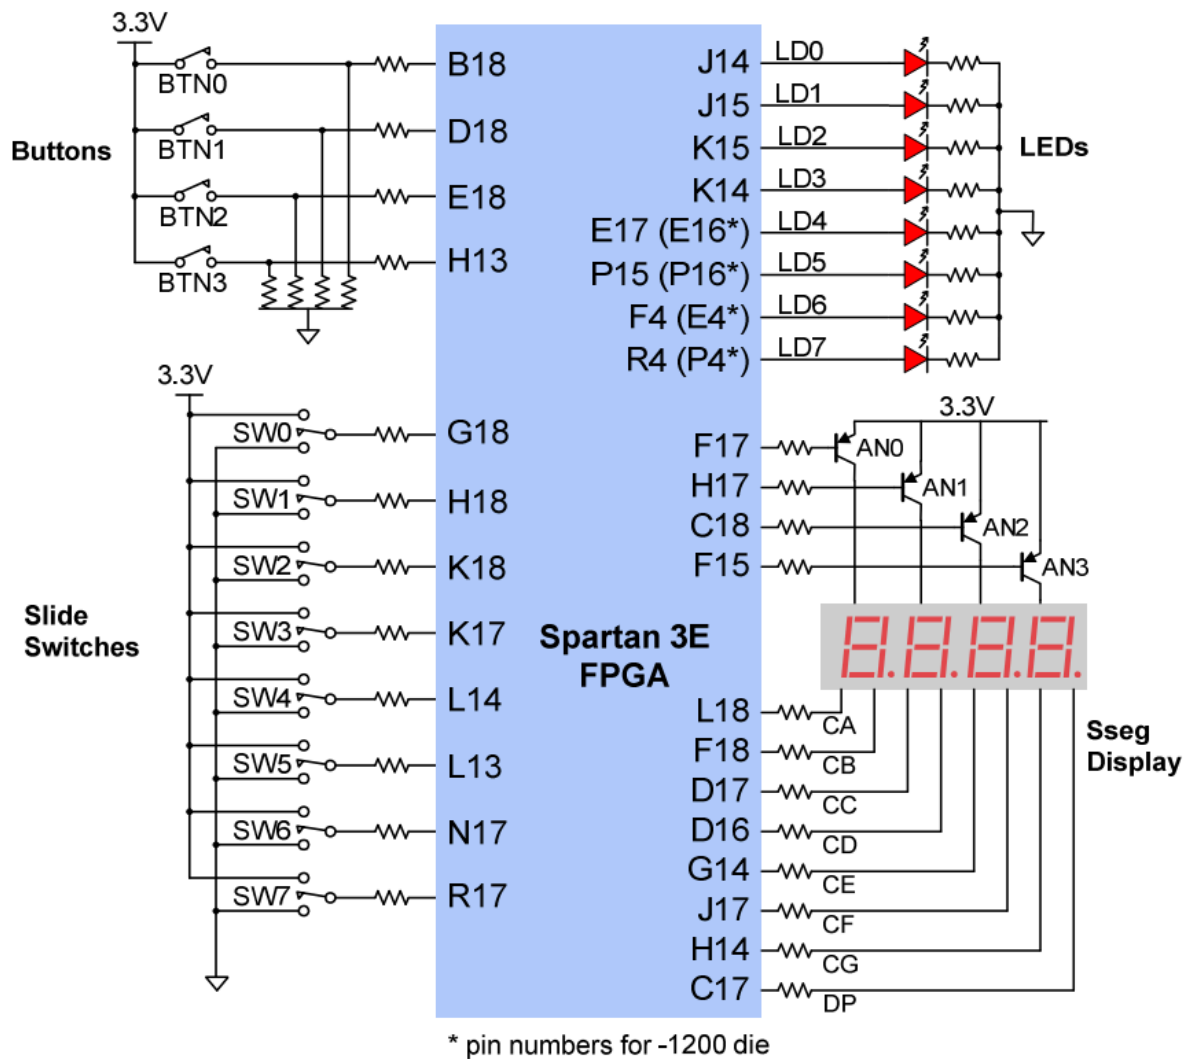 3.3V
BTN0
BTN1
BTN2
BTN3
Buttons
B18
D18
E18
H13
J14 LD0
J15 LD1
K15 LD2
K14 LD3
E17 (E16*) LD4
P15 (P16*) LD5
F4 (E4*) LD6
R4 (P4*) LD7
LEDs
3.3V
SW0 G18
SW1 H18
SW2 K18
SW3 K17
SW4 L14
SW5 L13
SW6 N17
SW7 R17
Slide
Switches
Spartan 3E
FPGA
3.3V
F17 AN0
H17 AN1
C18 AN2
F15 AN3
8.8.8.8.
L18 CA
F18 CB
D17 CC
D16 CD
G14 CE
J17 CF
H14 CG
C17 DP
Sseg
Display
* pin numbers for -1200 die